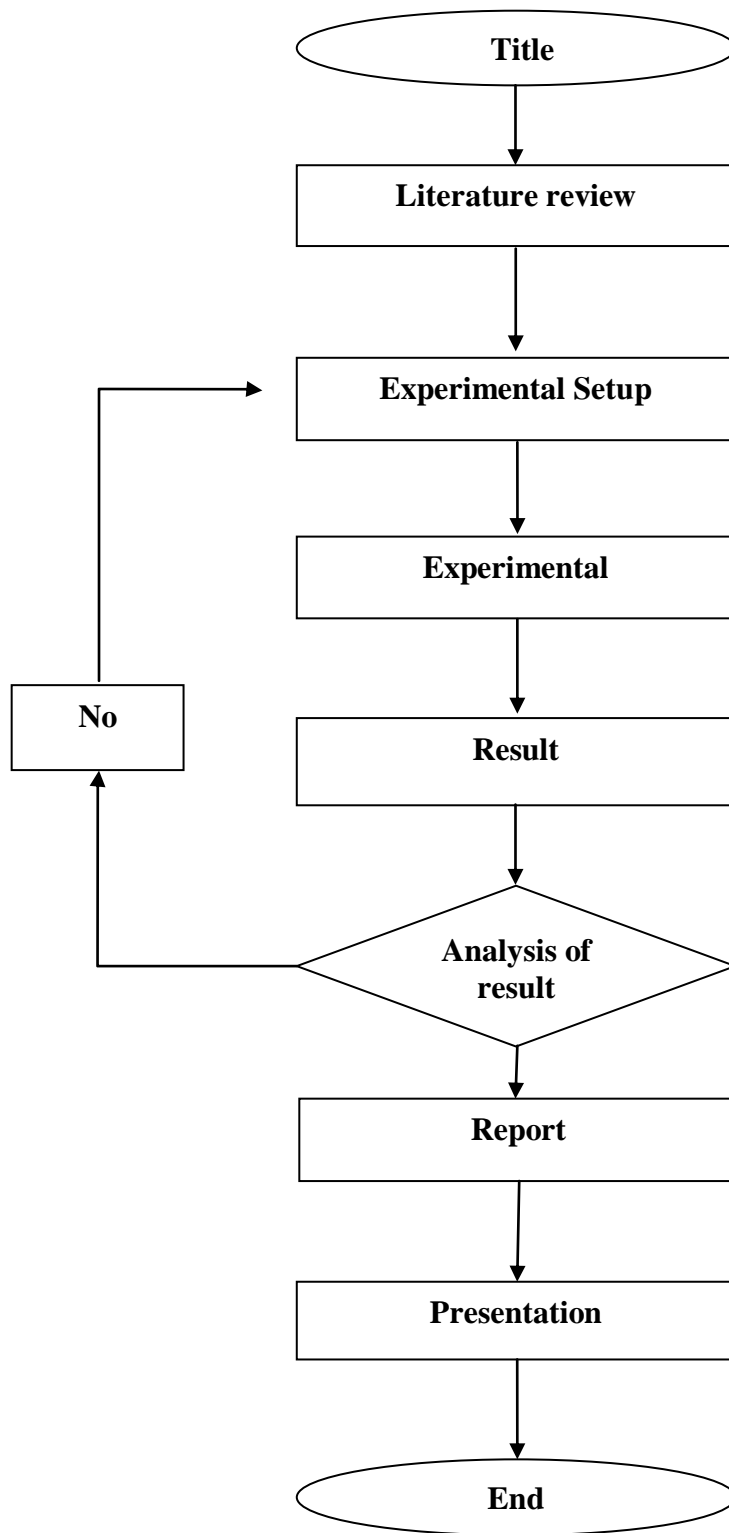 Title
Literature review
Experimental Setup
Experimental
No
Result
Analysis of
result
Report
Presentation
End